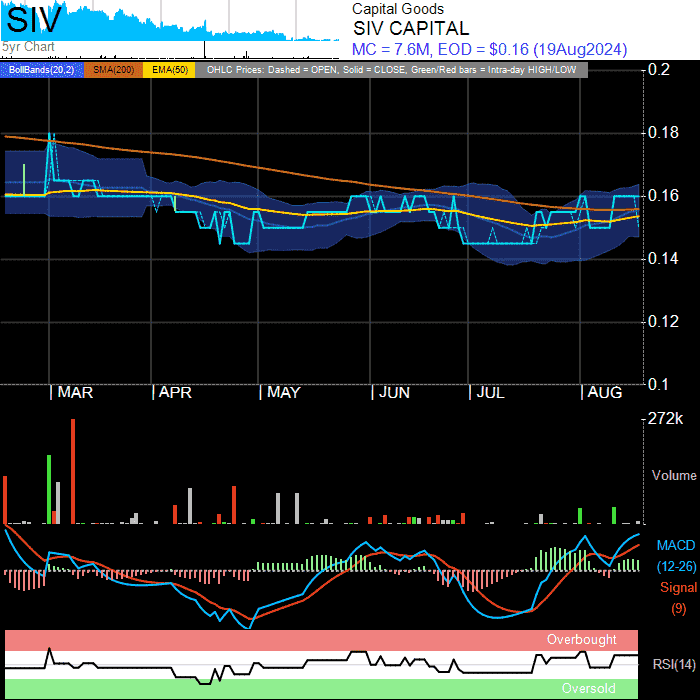 SIV
5yr Chart
Capital Goods
SIV CAPITAL
MC = 7.6M, EOD = $0.16 (19Aug2024)
BollBands(20,2) SMA(200) EMA(50) OHLC Prices: Dashed = OPEN, Solid = CLOSE, Green/Red bars = Intra-day HIGH/LOW
0.2
0.18
0.16
0.14
0.12
0.1
MAR APR MAY JUN JUL AUG
272k
Volume
MACD
(12-26)
Signal
(9)
Overbought
RSI(14)
Oversold